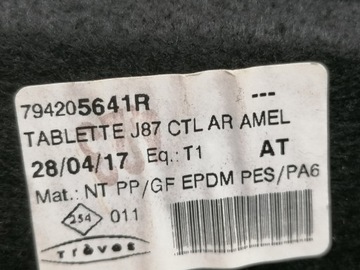 794205641R ---
TABLETTE J87 CTL AR AMEL
28/04/17 Eq.: T1 AT
Mat.: NT PP/GF EPDM PES/PA6
254 011
Trèves